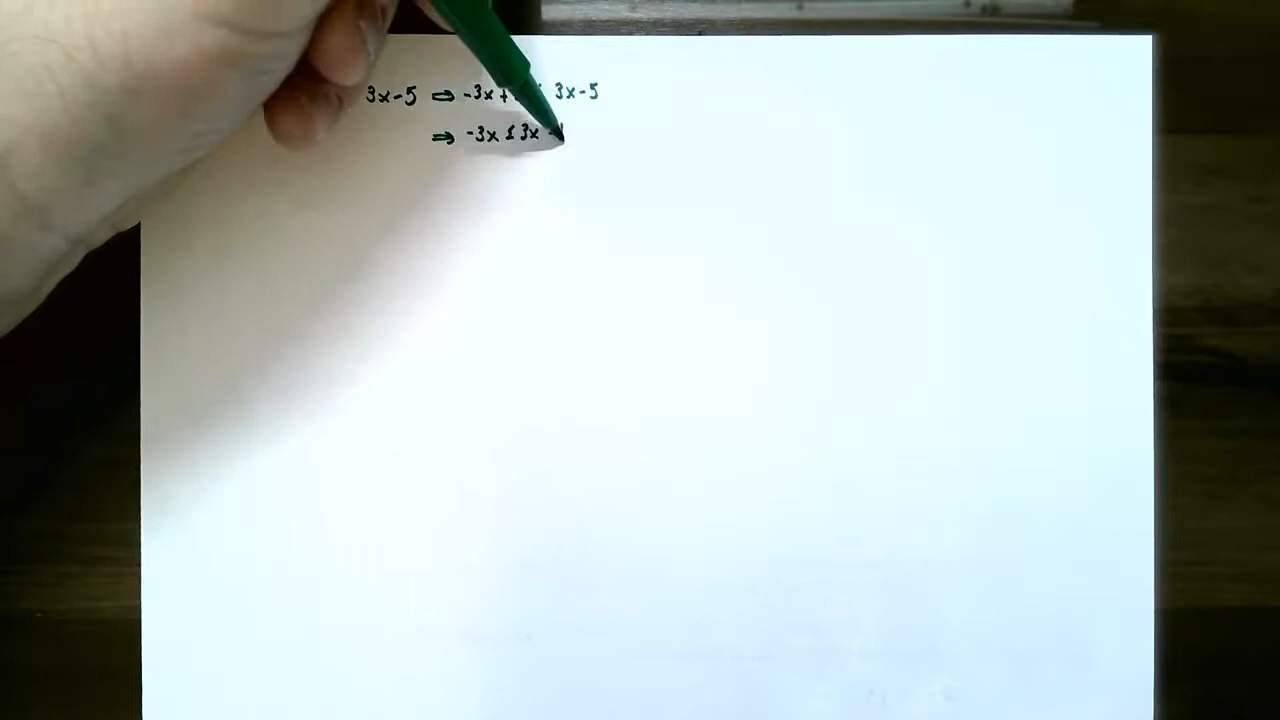 3x-5 ⇒ -3x+ 3x-5
⇒ -3x ≤ 3x -